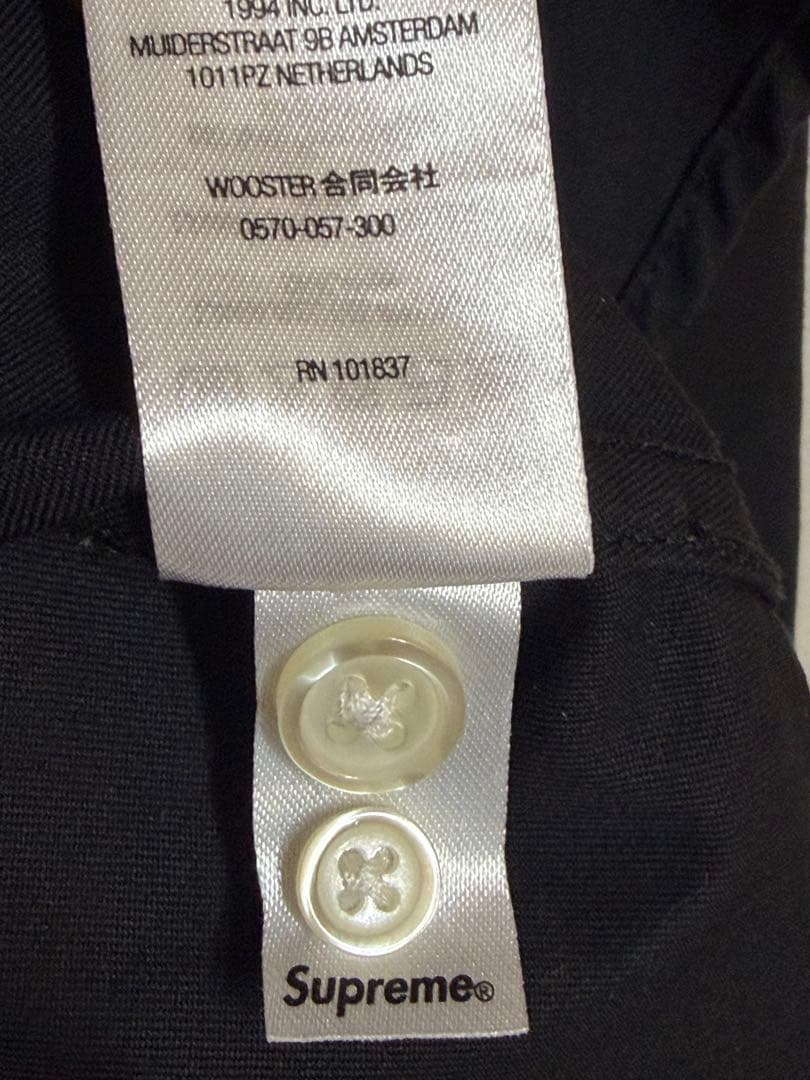 1994 INC. LTD.
MUIDERSTRAAT 9B AMSTERDAM
1011PZ NETHERLANDS
WOOSTER 合同会社
0570-057-300
RN 101837
Supreme®